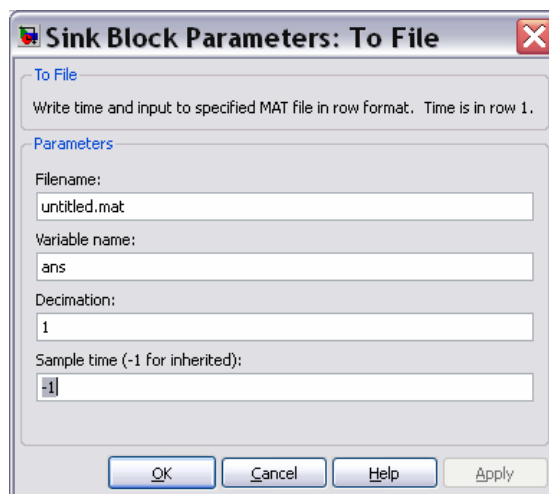 Sink Block Parameters: To File
To File
Write time and input to specified MAT file in row format. Time is in row 1.
Parameters
Filename:
untitled.mat
Variable name:
ans
Decimation:
1
Sample time (-1 for inherited):
-1
OK Cancel Help Apply